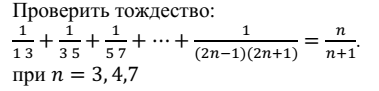 Проверить тождество:
1/(1 3) + 1/(3 5) + 1/(5 7) + ⋯ + 1/((2n−1)(2n+1)) = n/(n+1).
при n = 3, 4,7